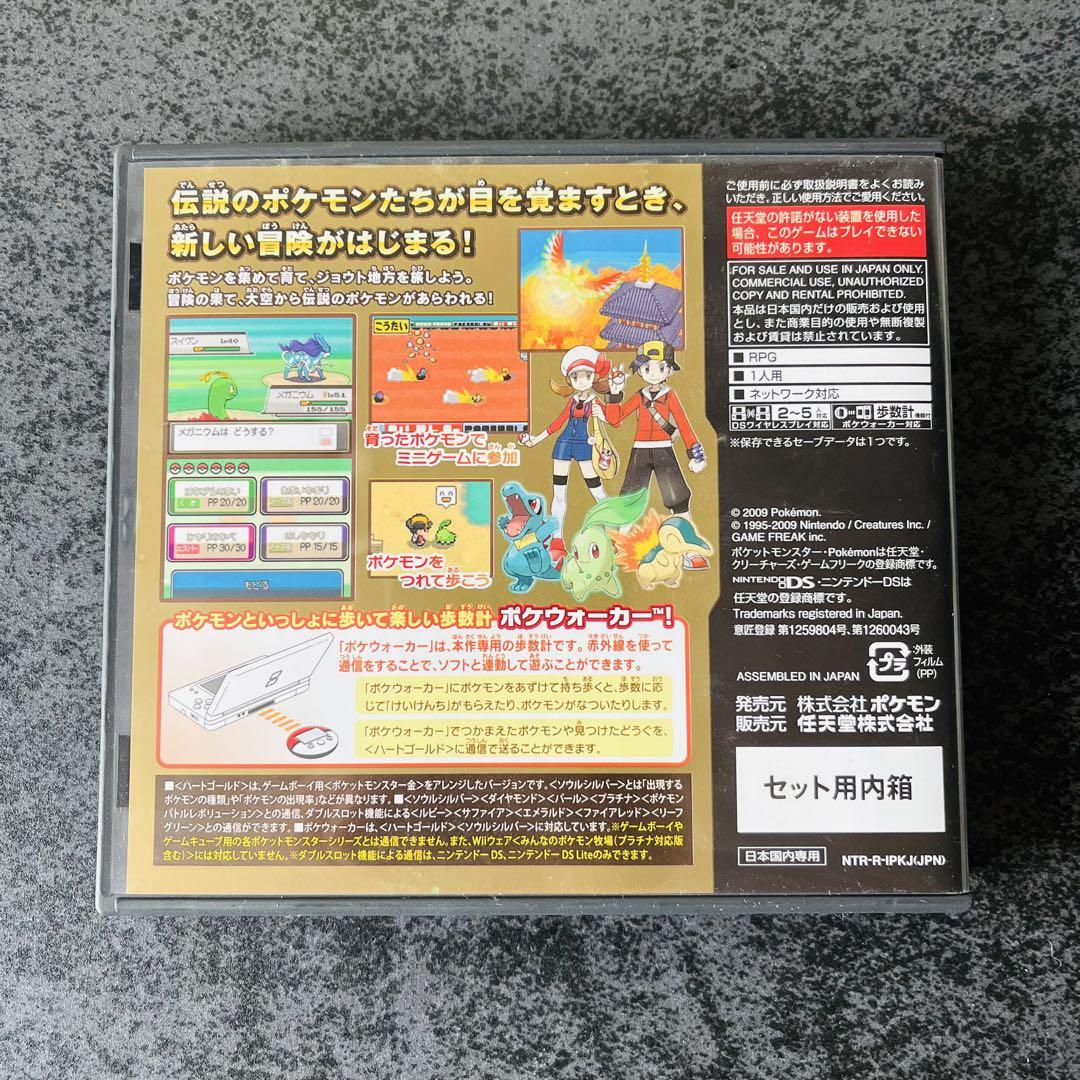 伝説のポケモンたちが目を覚ますとき、
新しい冒険がはじまる!
ポケモンを集めて育て、ジョウト地方を旅しよう。
冒険の果て、大空から伝説のポケモンがあらわれる!
スイクン Lv40
メガニウム ♀Lv51
HP
155/155
メガニウムは どうする?
PP 20/20
PP 20/20
エスパー PP 30/30
PP 15/15
もどる
こうたい
育ったポケモンで
ミニゲームに参加
ポケモンを
つれて歩こう
ポケモンといっしょに歩いて楽しい歩数計 ポケウォーカー™!
「ポケウォーカー」は、本作専用の歩数計です。赤外線を使って
通信をすることで、ソフトと連動して遊ぶことができます。
「ポケウォーカー」にポケモンをあずけて持ち歩くと、歩数に応
じて「けいけんち」がもらえたり、ポケモンがなついたりします。
「ポケウォーカー」でつかまえたポケモンや見つけたどうぐを、
<ハートゴールド>に通信で送ることができます。
■<ハートゴールド>は、ゲームボーイ用<ポケットモンスター金>をアレンジしたバージョンです。<ソウルシルバー>とは「出現する
ポケモンの種類」や「ポケモンの出現率」などが異なります。■<ソウルシルバー><ダイヤモンド><パール><プラチナ><ポケモン
バトルレボリューション>との通信、ダブルスロット機能による<ルビー><サファイア><エメラルド><ファイアレッド><リーフ
グリーン>との通信ができます。■ポケウォーカーは、<ハートゴールド><ソウルシルバー>に対応しています。※ゲームボーイや
ゲームキューブ用の各ポケットモンスターシリーズとは通信できません。また、Wiiウェア<みんなのポケモン牧場(プラチナ対応版
含む)>には対応していません。※ダブルスロット機能による通信は、ニンテンドーDS、ニンテンドーDS Liteのみできます。
ご使用前に必ず取扱説明書をよくお読み
いただき、正しい使用方法でご愛用ください。
任天堂の許諾がない装置を使用した
場合、このゲームはプレイできない
可能性があります。
FOR SALE AND USE IN JAPAN ONLY.
COMMERCIAL USE, UNAUTHORIZED
COPY AND RENTAL PROHIBITED.
本品は日本国内だけの販売および使用
とし、また商業目的の使用や無断複製
および賃貸は禁止されています。
■ RPG
■ 1人用
■ ネットワーク対応
2~5人対応
DSワイヤレスプレイ対応
歩数計機能付
ポケウォーカー対応
※保存できるセーブデータは1つです。
© 2009 Pokémon.
© 1995-2009 Nintendo / Creatures Inc. /
GAME FREAK inc.
ポケットモンスター・Pokémonは任天堂・
クリーチャーズ・ゲームフリークの登録商標です。
NINTENDO DS・ニンテンドーDSは
任天堂の登録商標です。
Trademarks registered in Japan.
意匠登録 第1259804号、第1260043号
ASSEMBLED IN JAPAN
プラ
:外装
フィルム
(PP)
発売元 株式会社ポケモン
販売元 任天堂株式会社
セット用内箱
日本国内専用
NTR-R-IPKJ(JPN)